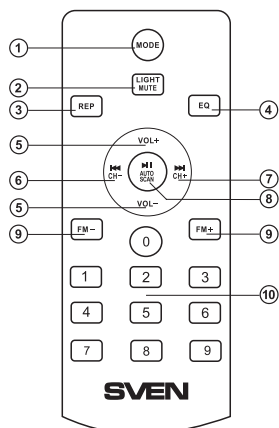 ① MODE
② LIGHT
MUTE
③ REP EQ ④
⑤ VOL+
⑥ CH− AUTO
SCAN CH+ ⑦
⑧
⑤ VOL−
⑨ FM− FM+ ⑨
0
1 2 3
⑩
4 5 6
7 8 9
SVEN